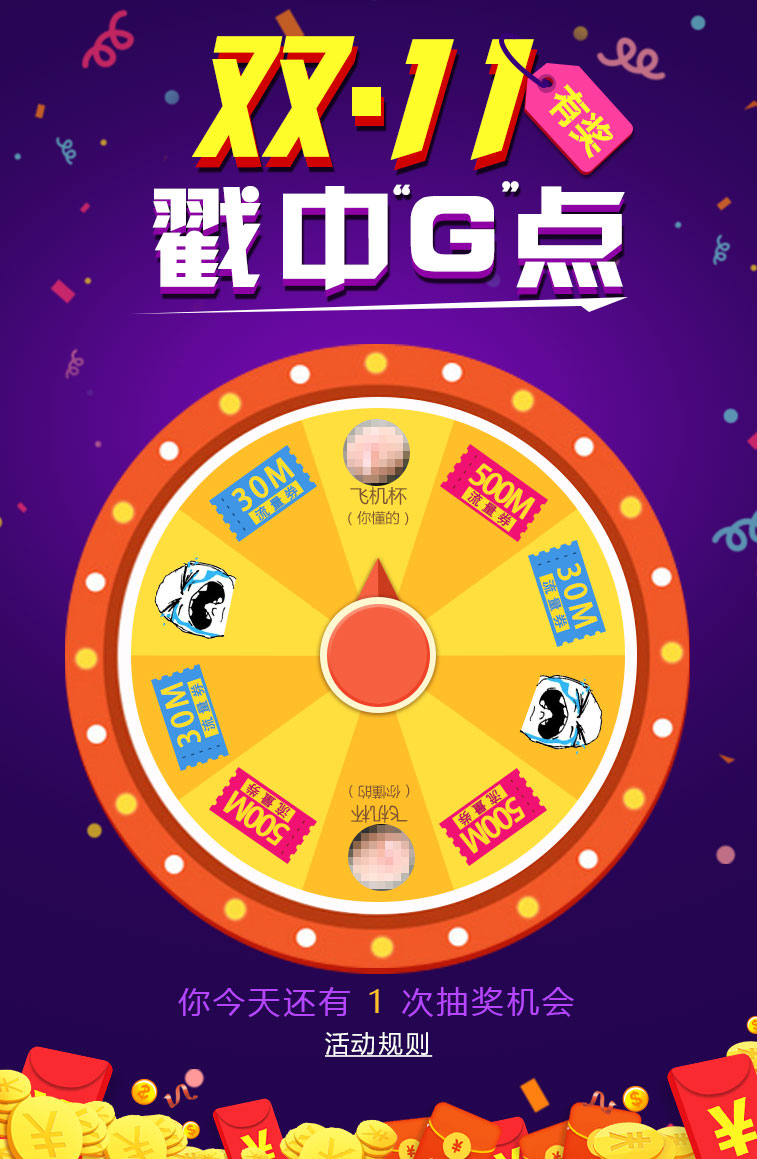 双·11
有奖
戳中“G”点
飞机杯
(你懂的)
30M
流量券
500M
流量券
30M
流量券
30M
流量券
500M
流量券
500M
流量券
(你懂的)
飞机杯
你今天还有 1 次抽奖机会
活动规则
¥
¥
¥
¥
¥